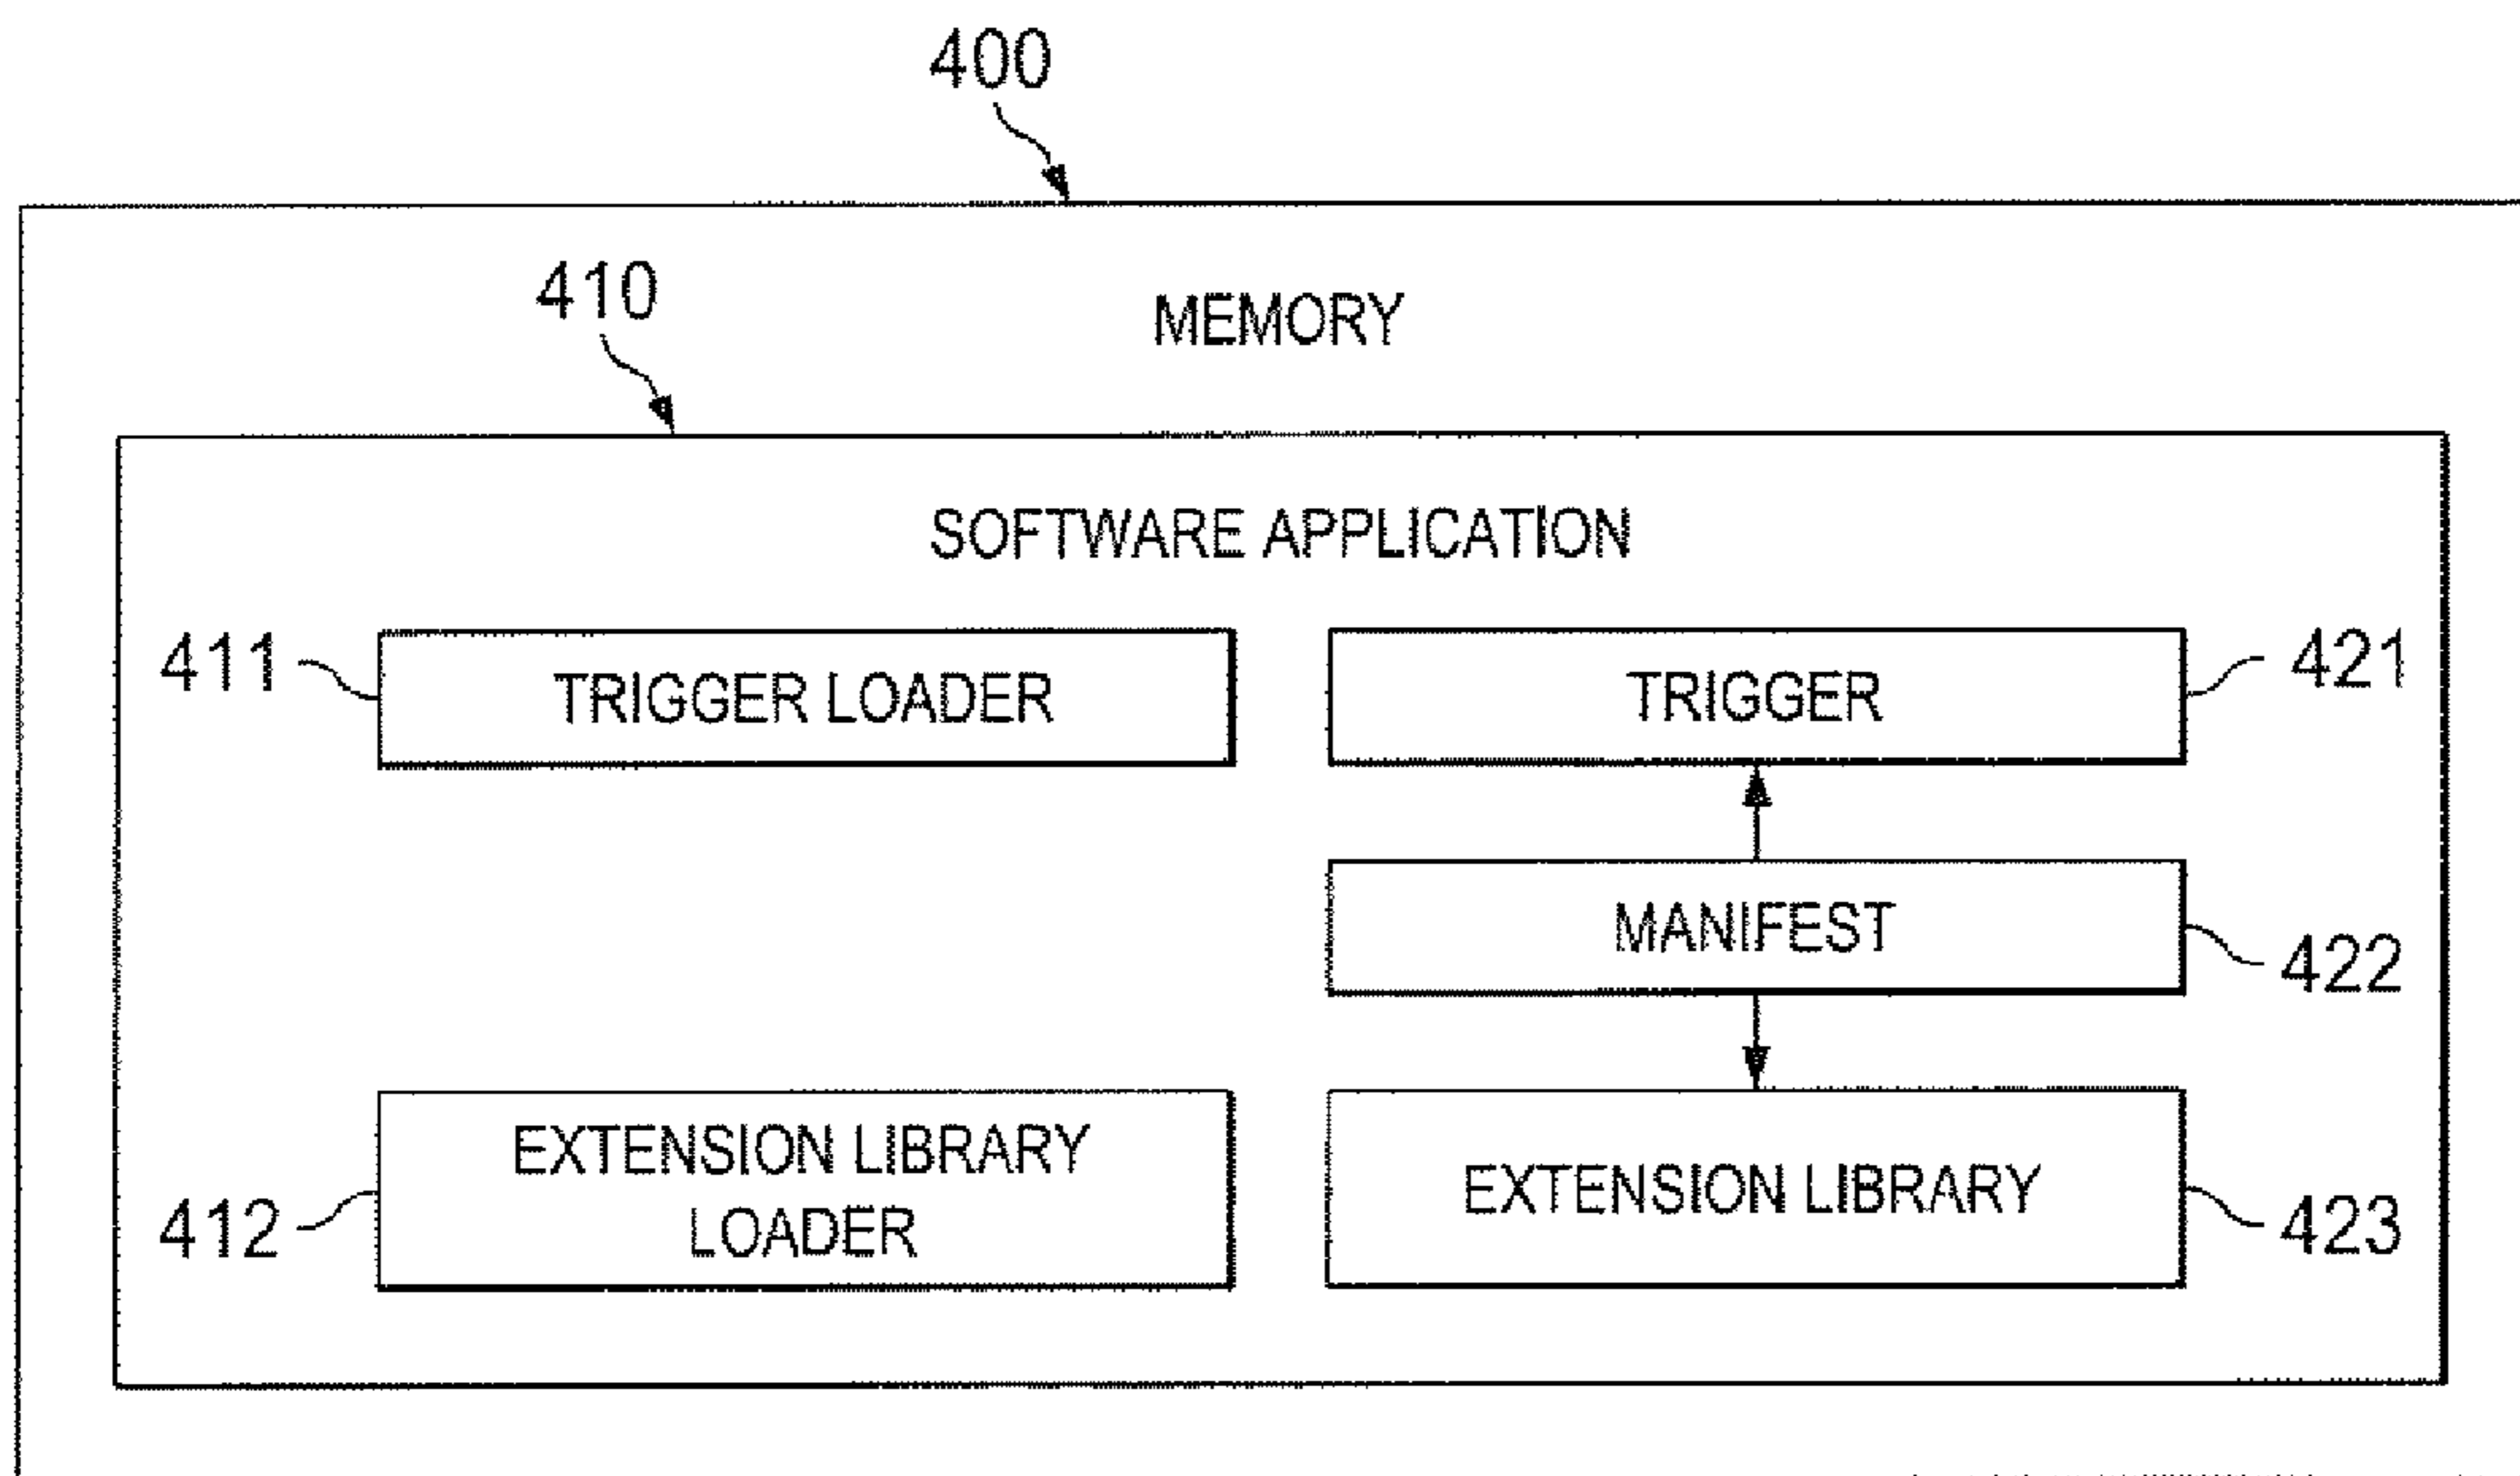 400
410
MEMORY
SOFTWARE APPLICATION
411
TRIGGER LOADER
TRIGGER
421
MANIFEST
422
412
EXTENSION LIBRARY
LOADER
EXTENSION LIBRARY
423